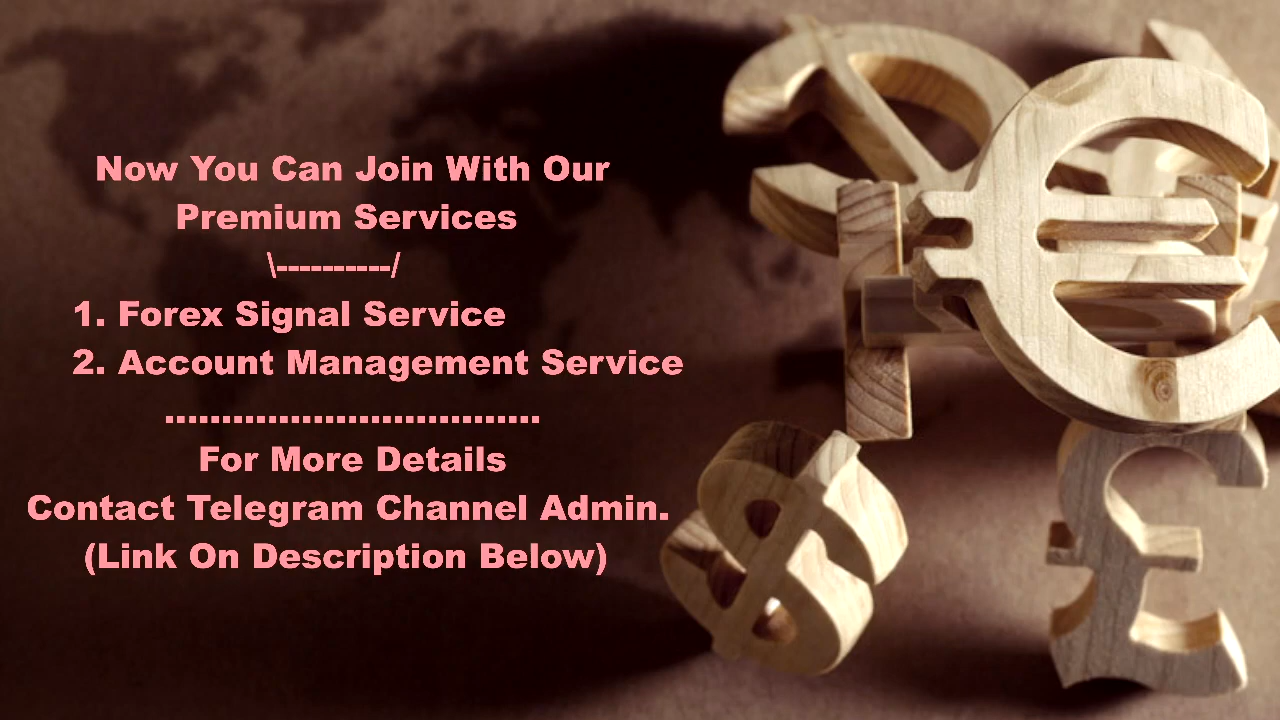 Now You Can Join With Our
Premium Services
\----------/
1. Forex Signal Service
2. Account Management Service
.................................
For More Details
Contact Telegram Channel Admin.
(Link On Description Below)